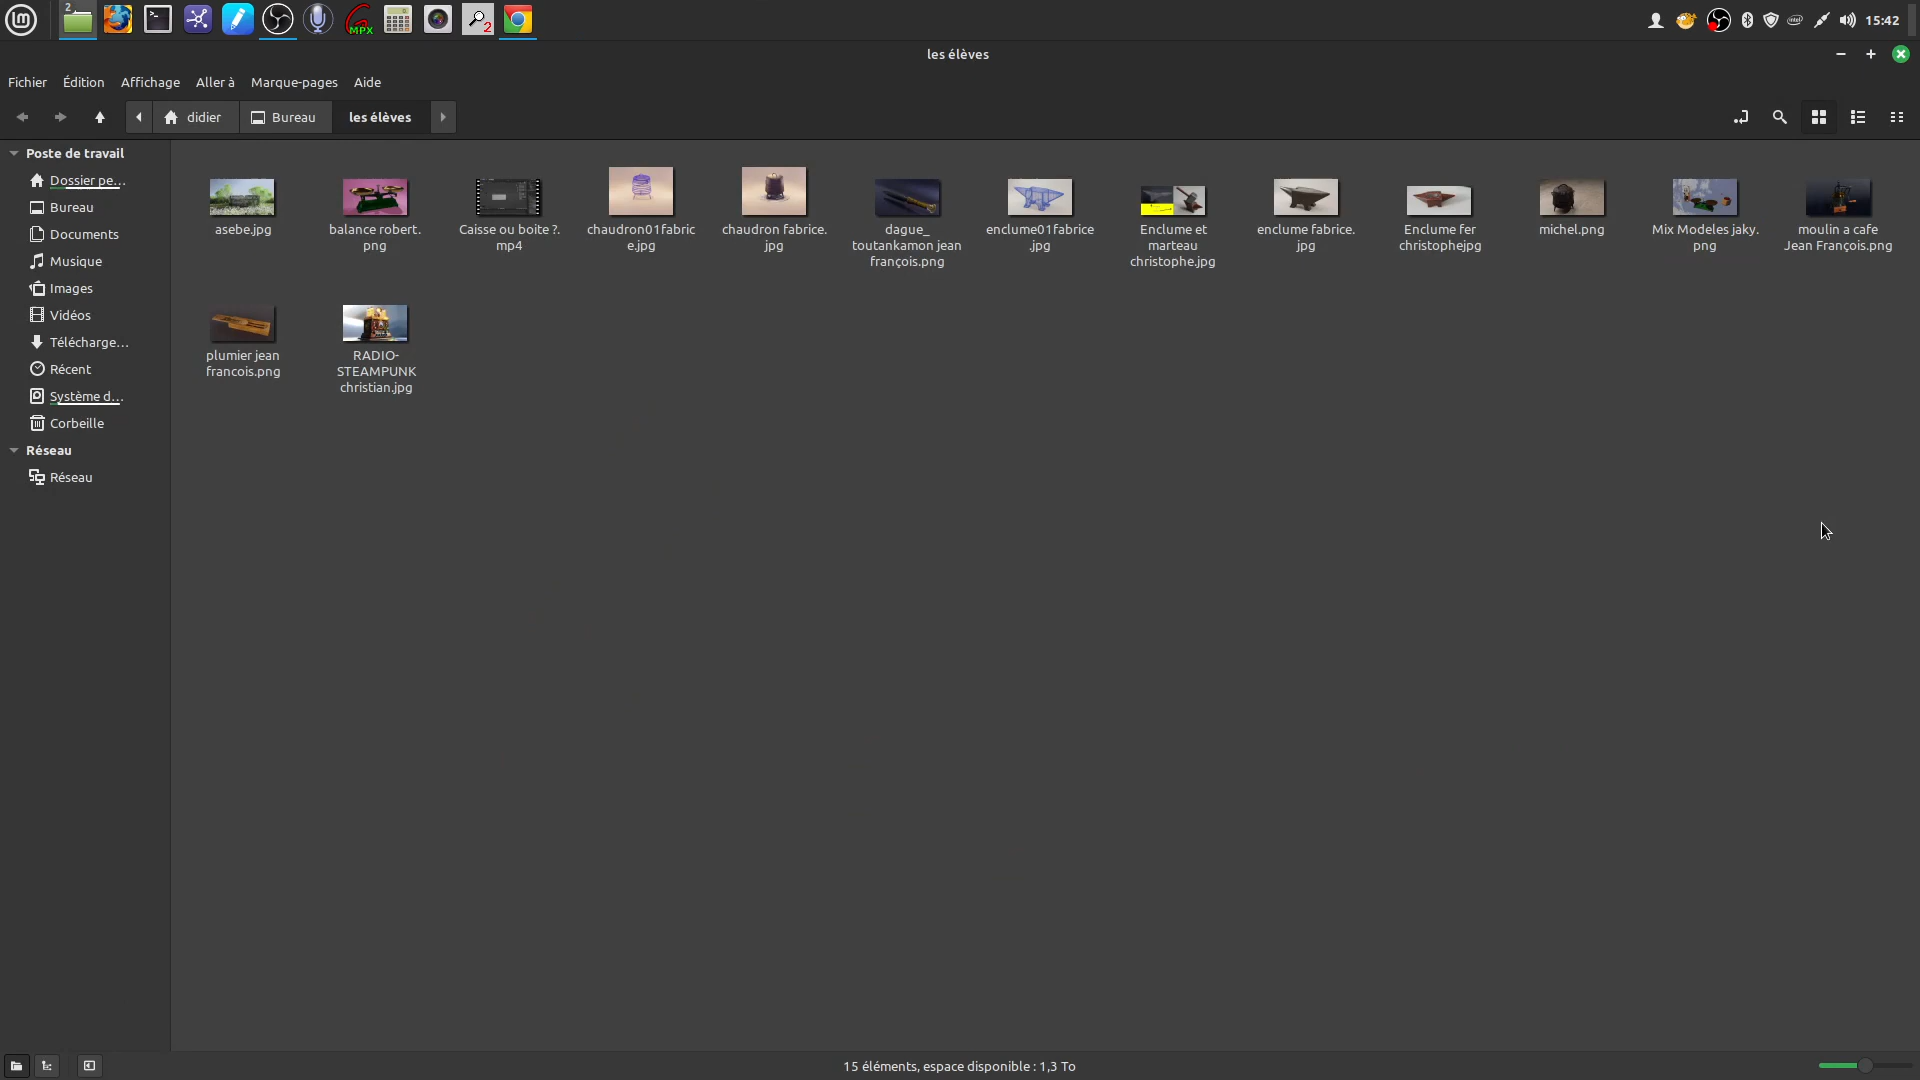 2
MPX
2
15:42
les élèves
Fichier Édition Affichage Aller à Marque-pages Aide
didier Bureau les élèves
Poste de travail
Dossier pe...
Bureau
Documents
Musique
Images
Vidéos
Télécharge...
Récent
Système d...
Corbeille
Réseau
Réseau
asebe.jpg
balance robert.
png
Caisse ou boite ?.
mp4
chaudron01fabric
e.jpg
chaudron fabrice.
jpg
dague_
toutankamon jean
françois.png
enclume01fabrice
.jpg
Enclume et
marteau
christophe.jpg
enclume fabrice.
jpg
Enclume fer
christophejpg
michel.png
Mix Modeles jaky.
png
moulin a cafe
Jean François.png
plumier jean
francois.png
RADIO-
STEAMPUNK
christian.jpg
15 éléments, espace disponible : 1,3 To